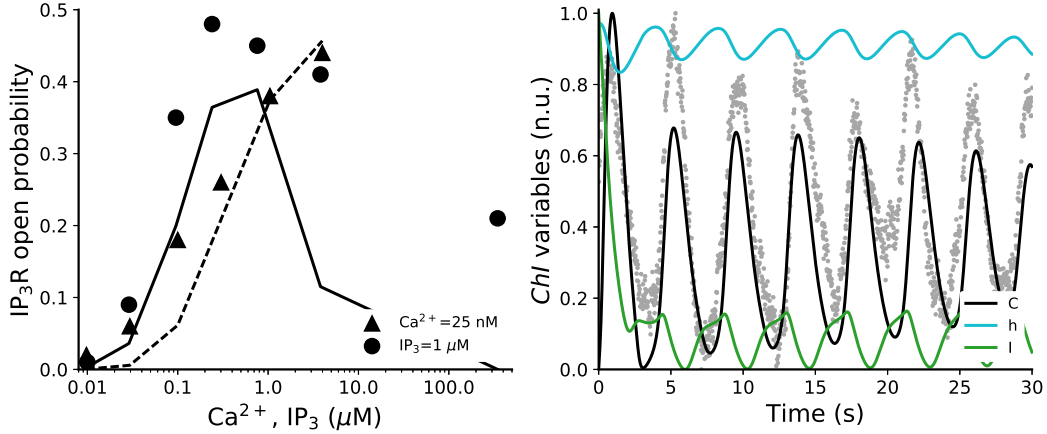 0.5
0.4
0.3
0.2
0.1
0.0
IP₃R open probability
0.01
0.1
1.0
10.0
100.0
Ca²⁺, IP₃ (μM)
Ca²⁺=25 nM
IP₃=1 μM
1.0
0.8
0.6
0.4
0.2
0.0
ChI variables (n.u.)
0
5
10
15
20
25
30
Time (s)
C
h
I